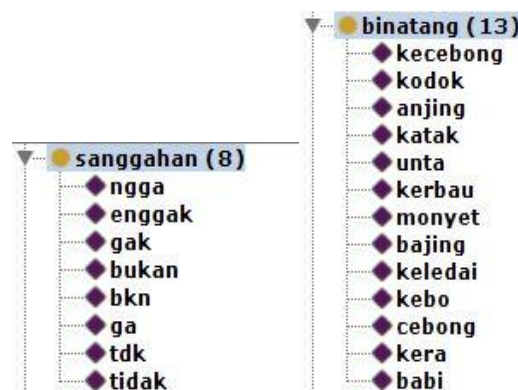 sanggahan (8)
ngga
enggak
gak
bukan
bkn
ga
tdk
tidak
binatang (13)
kecebong
kodok
anjing
katak
unta
kerbau
monyet
bajing
keledai
kebo
cebong
kera
babi